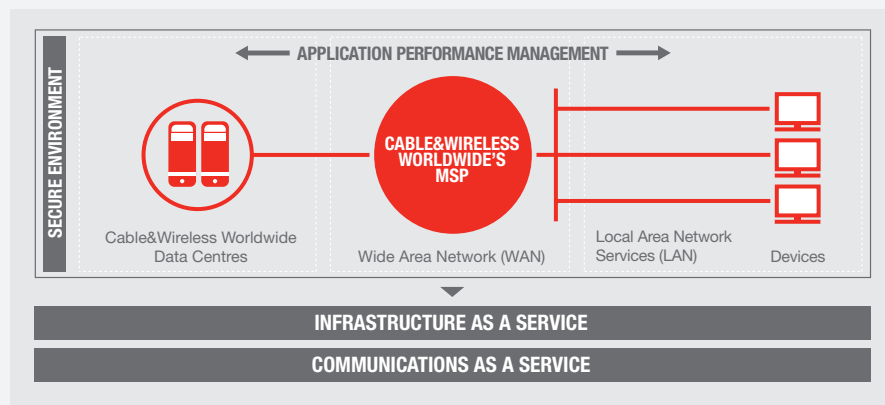 SECURE ENVIRONMENT
APPLICATION PERFORMANCE MANAGEMENT
CABLE&WIRELESS
WORLDWIDE'S
MSP
Cable&Wireless Worldwide
Data Centres
Wide Area Network (WAN)
Local Area Network
Services (LAN)
Devices
INFRASTRUCTURE AS A SERVICE
COMMUNICATIONS AS A SERVICE